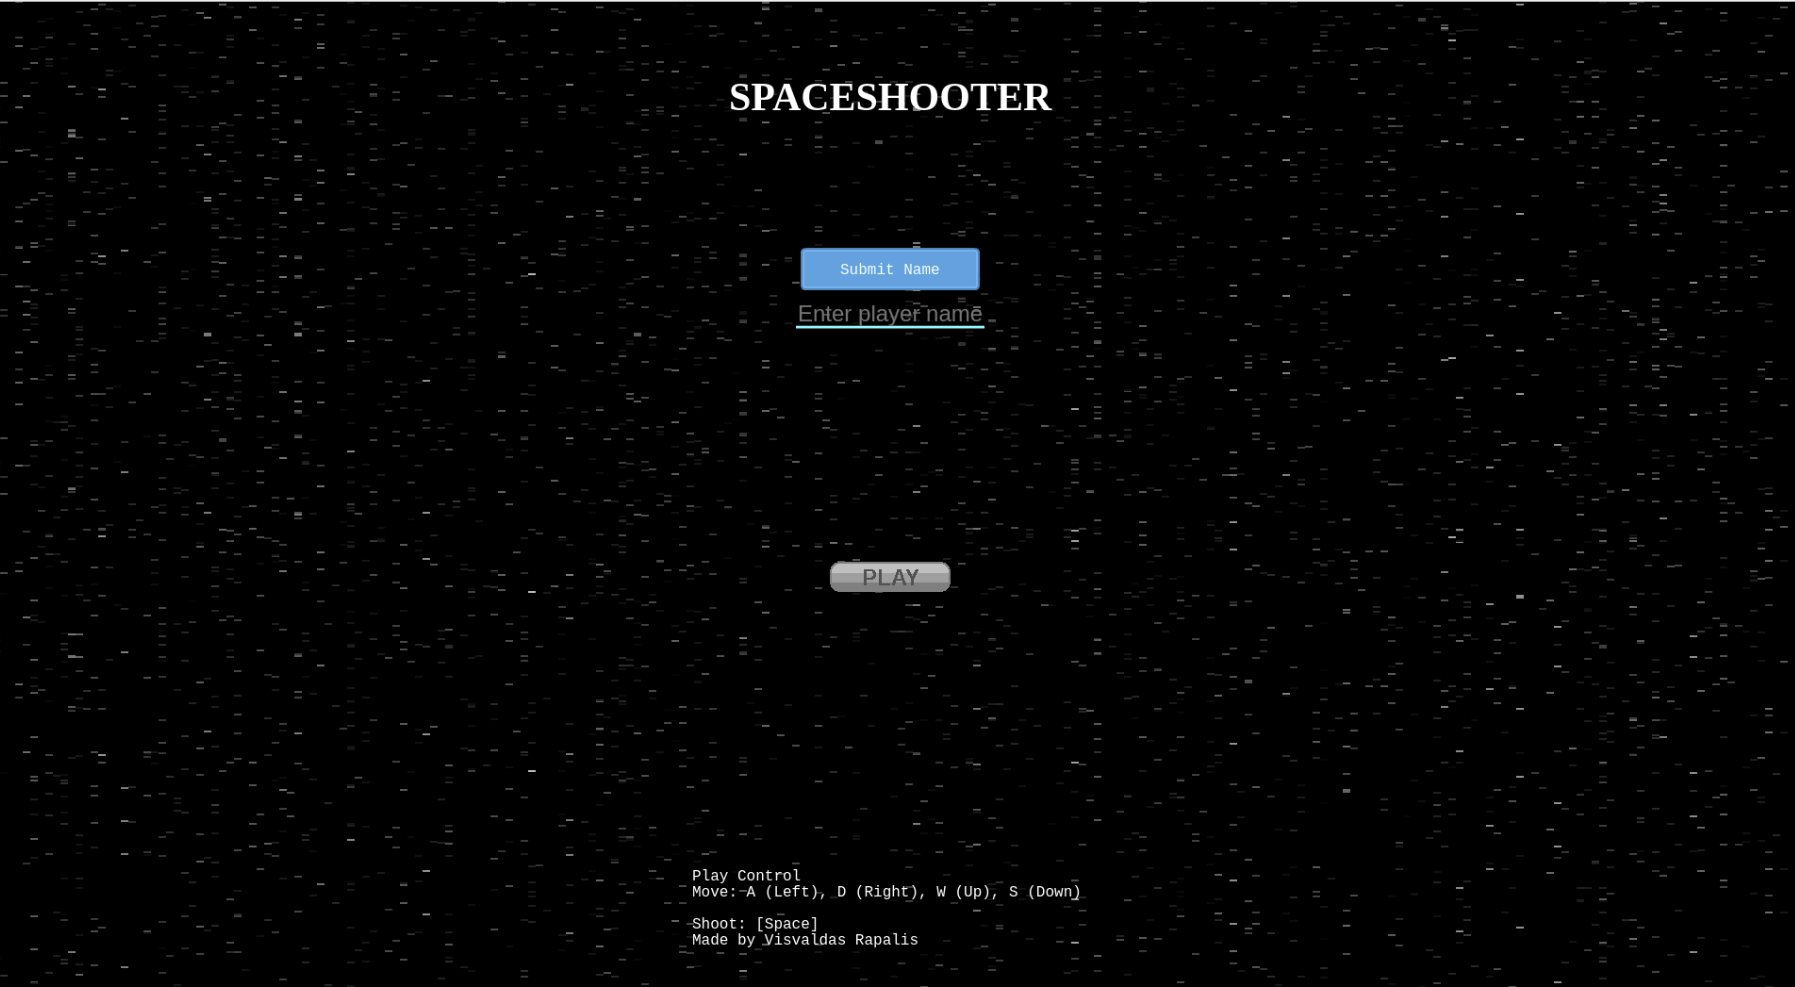 SPACESHOOTER
Submit Name
Enter player name
PLAY
Play Control
Move: A (Left), D (Right), W (Up), S (Down)
Shoot: [Space]
Made by Visvaldas Rapalis